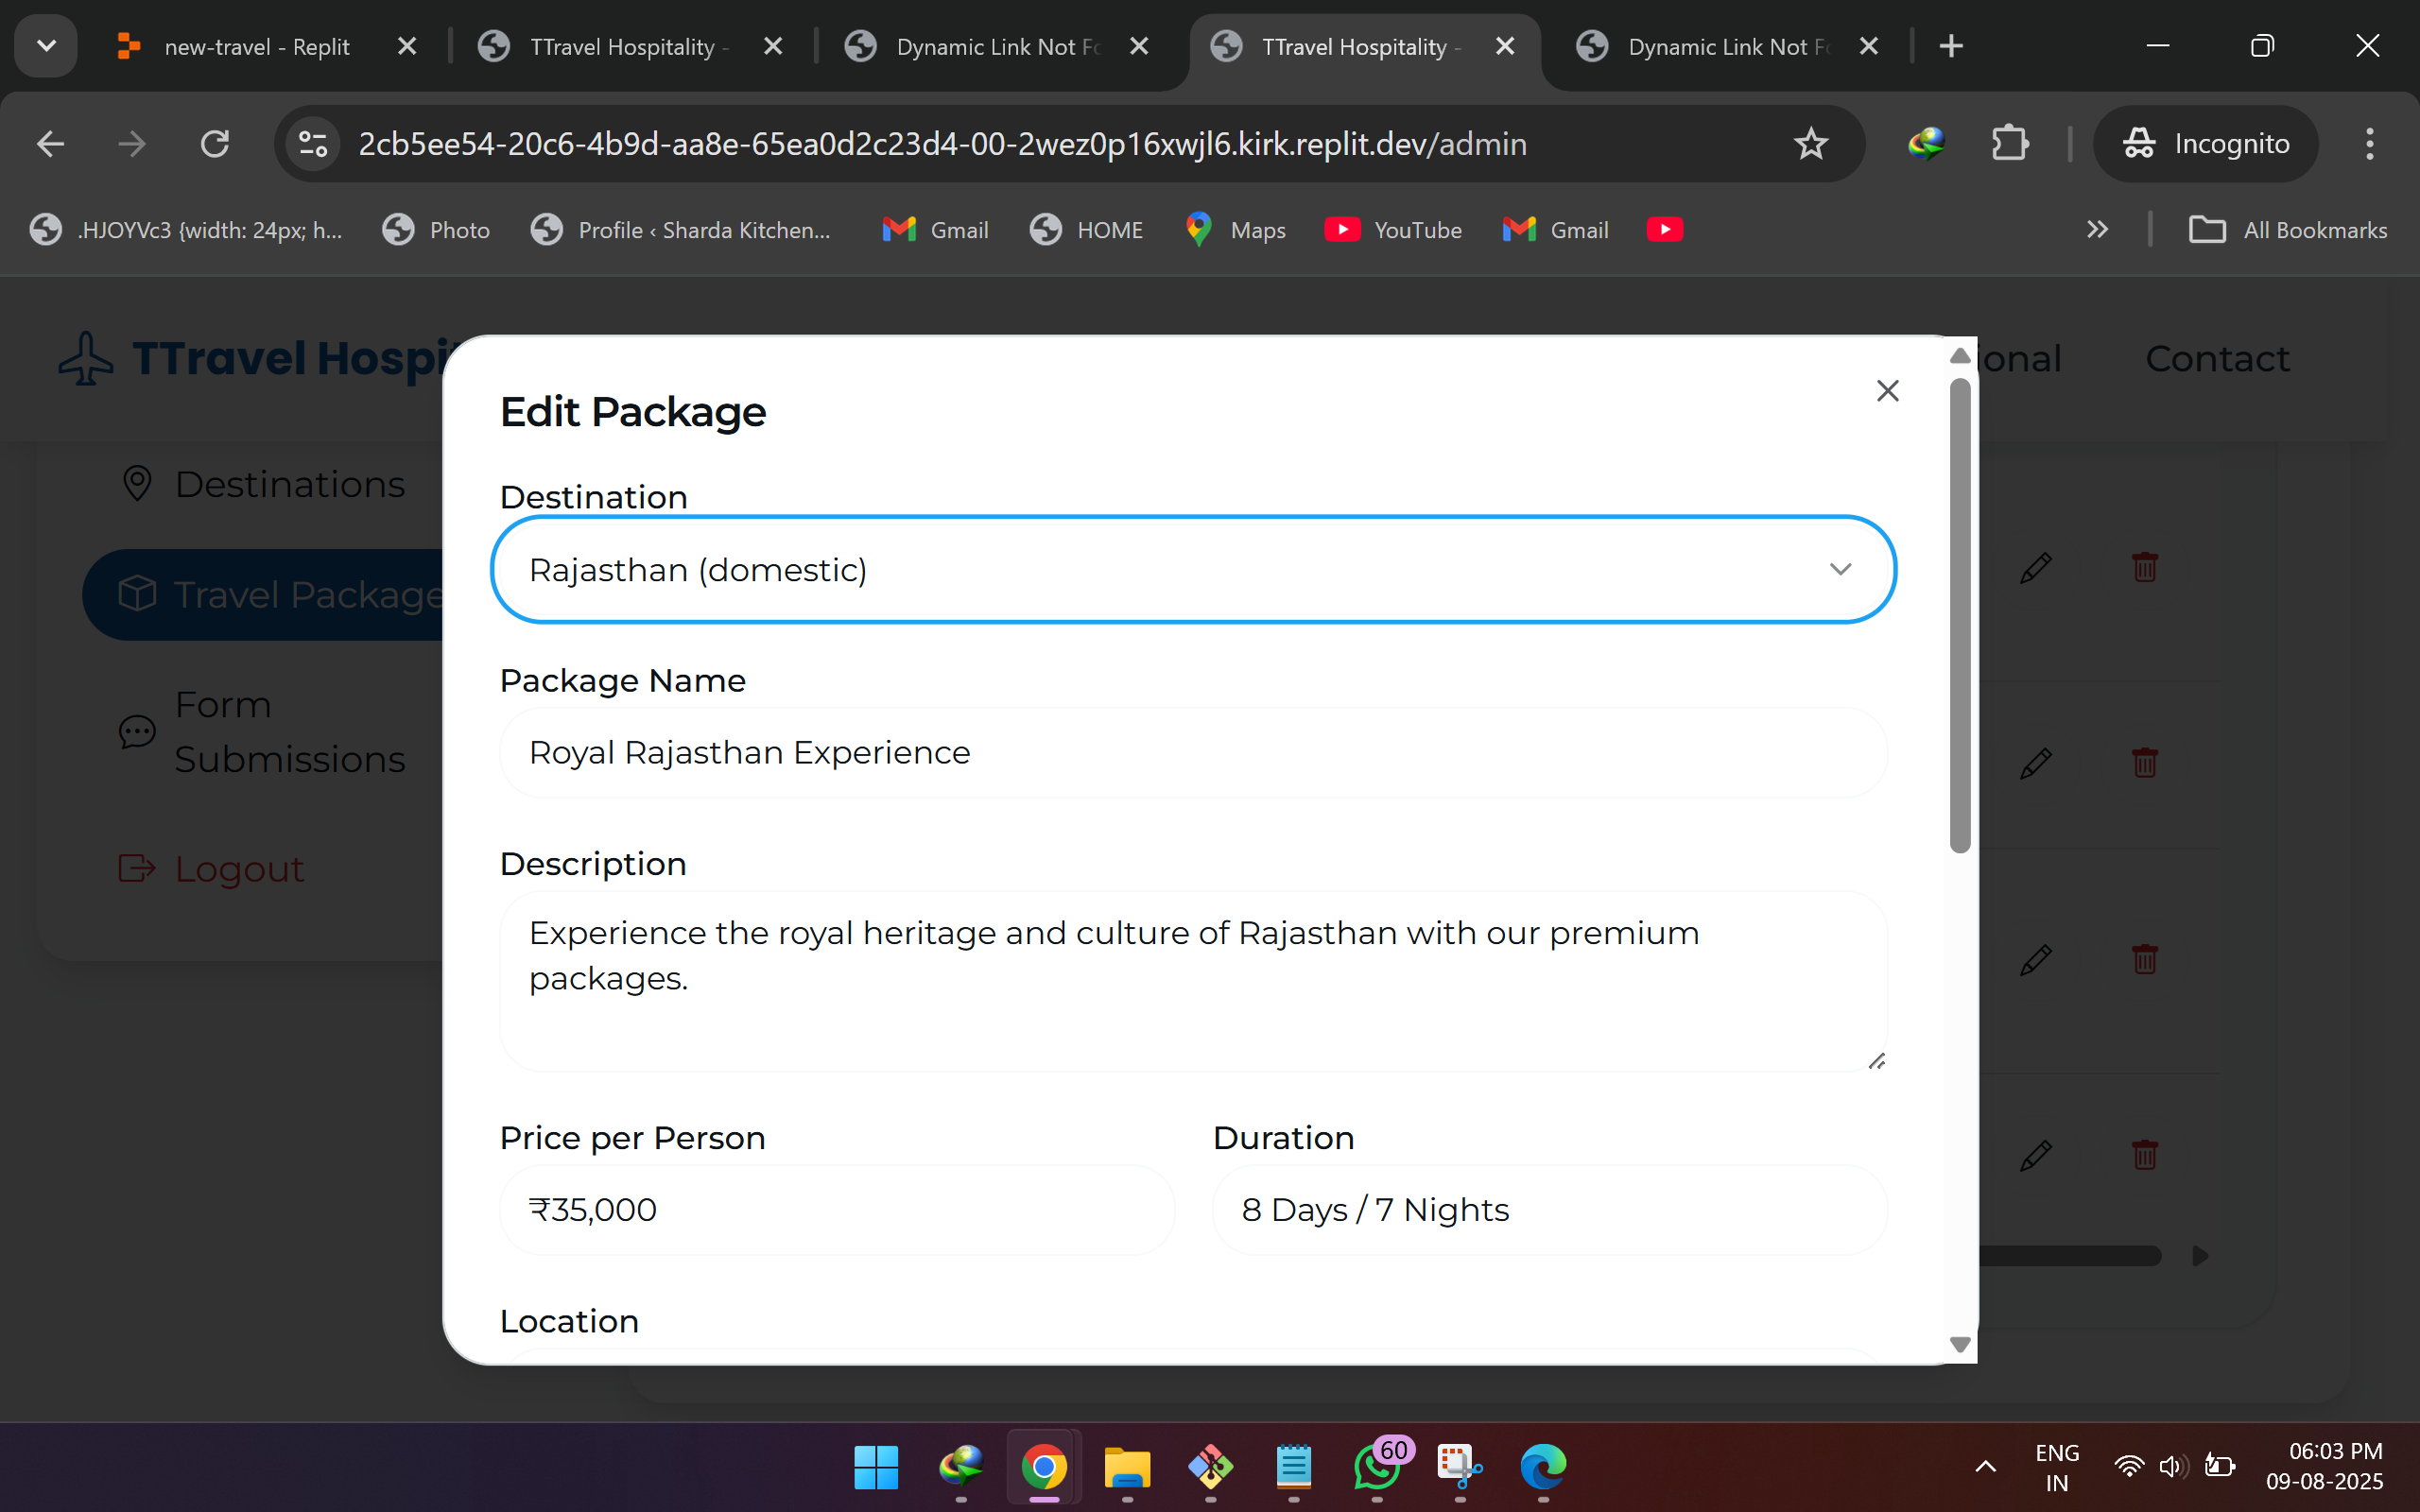 new-travel - Replit
TTravel Hospitality -
Dynamic Link Not Fo
TTravel Hospitality -
Dynamic Link Not Fo
2cb5ee54-20c6-4b9d-aa8e-65ea0d2c23d4-00-2wez0p16xwjl6.kirk.replit.dev/admin
Incognito
.HJOYVc3 {width: 24px; h...
Photo
Profile ‹ Sharda Kitchen...
Gmail
HOME
Maps
YouTube
Gmail
All Bookmarks
TTravel Hospit
ional
Contact
Destinations
Travel Package
Form
Submissions
Logout
Edit Package
Destination
Rajasthan (domestic)
Package Name
Royal Rajasthan Experience
Description
Experience the royal heritage and culture of Rajasthan with our premium
packages.
Price per Person
Duration
₹35,000
8 Days / 7 Nights
Location
60
ENG
IN
06:03 PM
09-08-2025